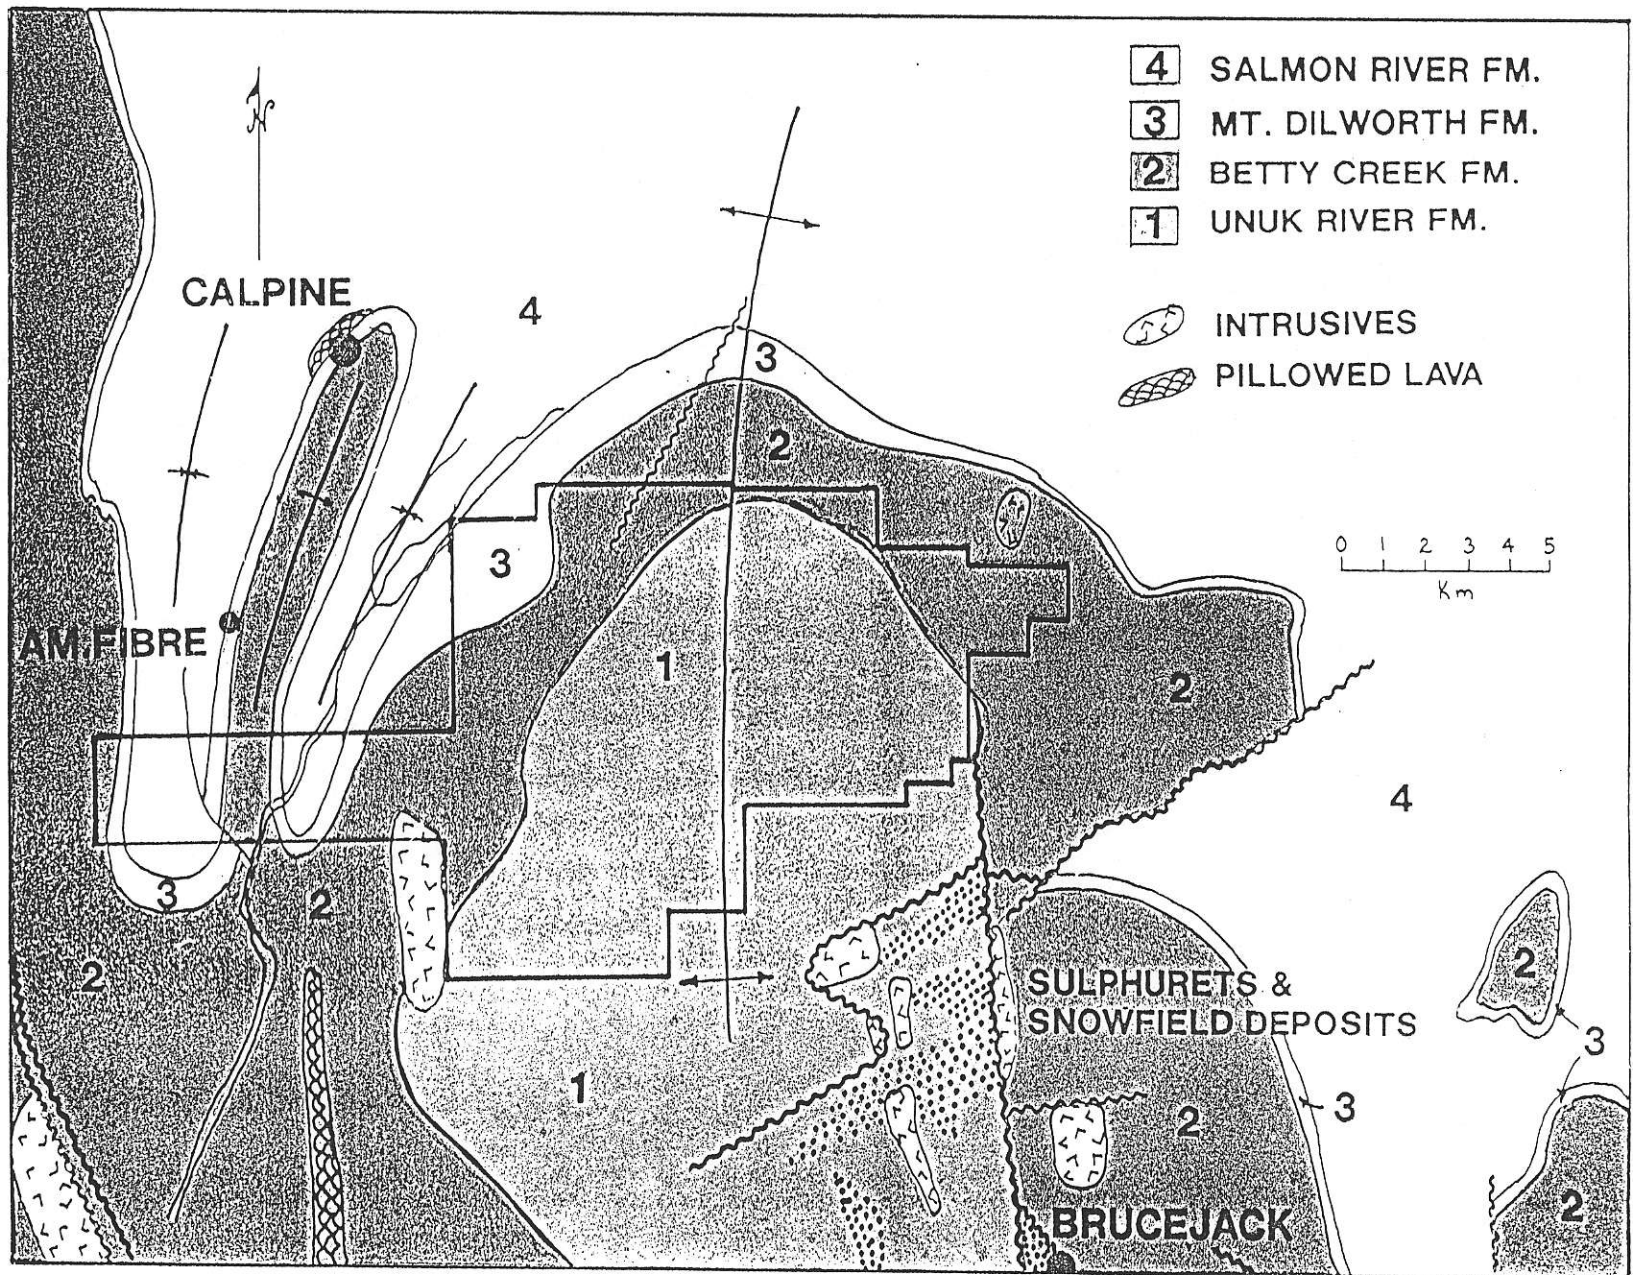 4 SALMON RIVER FM.
3 MT. DILWORTH FM.
2 BETTY CREEK FM.
1 UNUK RIVER FM.
INTRUSIVES
PILLOWED LAVA
N
CALPINE
4
3
2
0 1 2 3 4 5
Km
3
AM.FIBRE
1
2
4
3
2
2
2
SULPHURETS &
SNOWFIELD DEPOSITS
3
1
2
3
2
BRUCEJACK